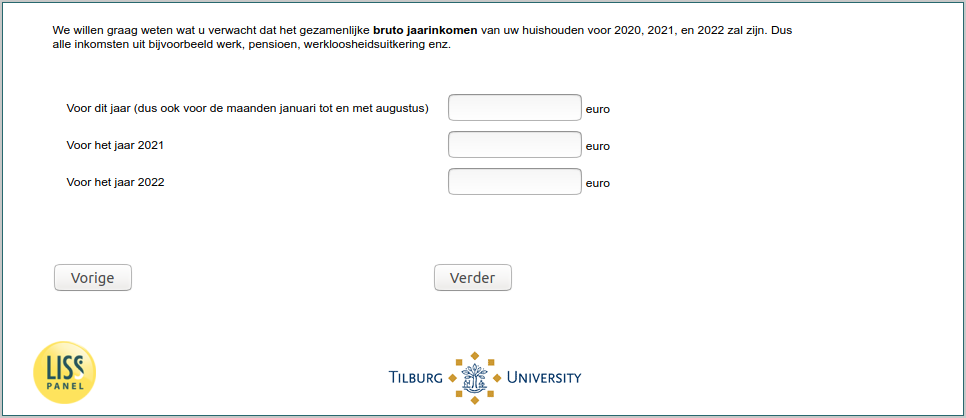 We willen graag weten wat u verwacht dat het gezamenlijke bruto jaarinkomen van uw huishouden voor 2020, 2021, en 2022 zal zijn. Dus
alle inkomsten uit bijvoorbeeld werk, pensioen, werkloosheidsuitkering enz.
Voor dit jaar (dus ook voor de maanden januari tot en met augustus) euro
Voor het jaar 2021 euro
Voor het jaar 2022 euro
Vorige Verder
LISS
PANEL
TILBURG UNIVERSITY